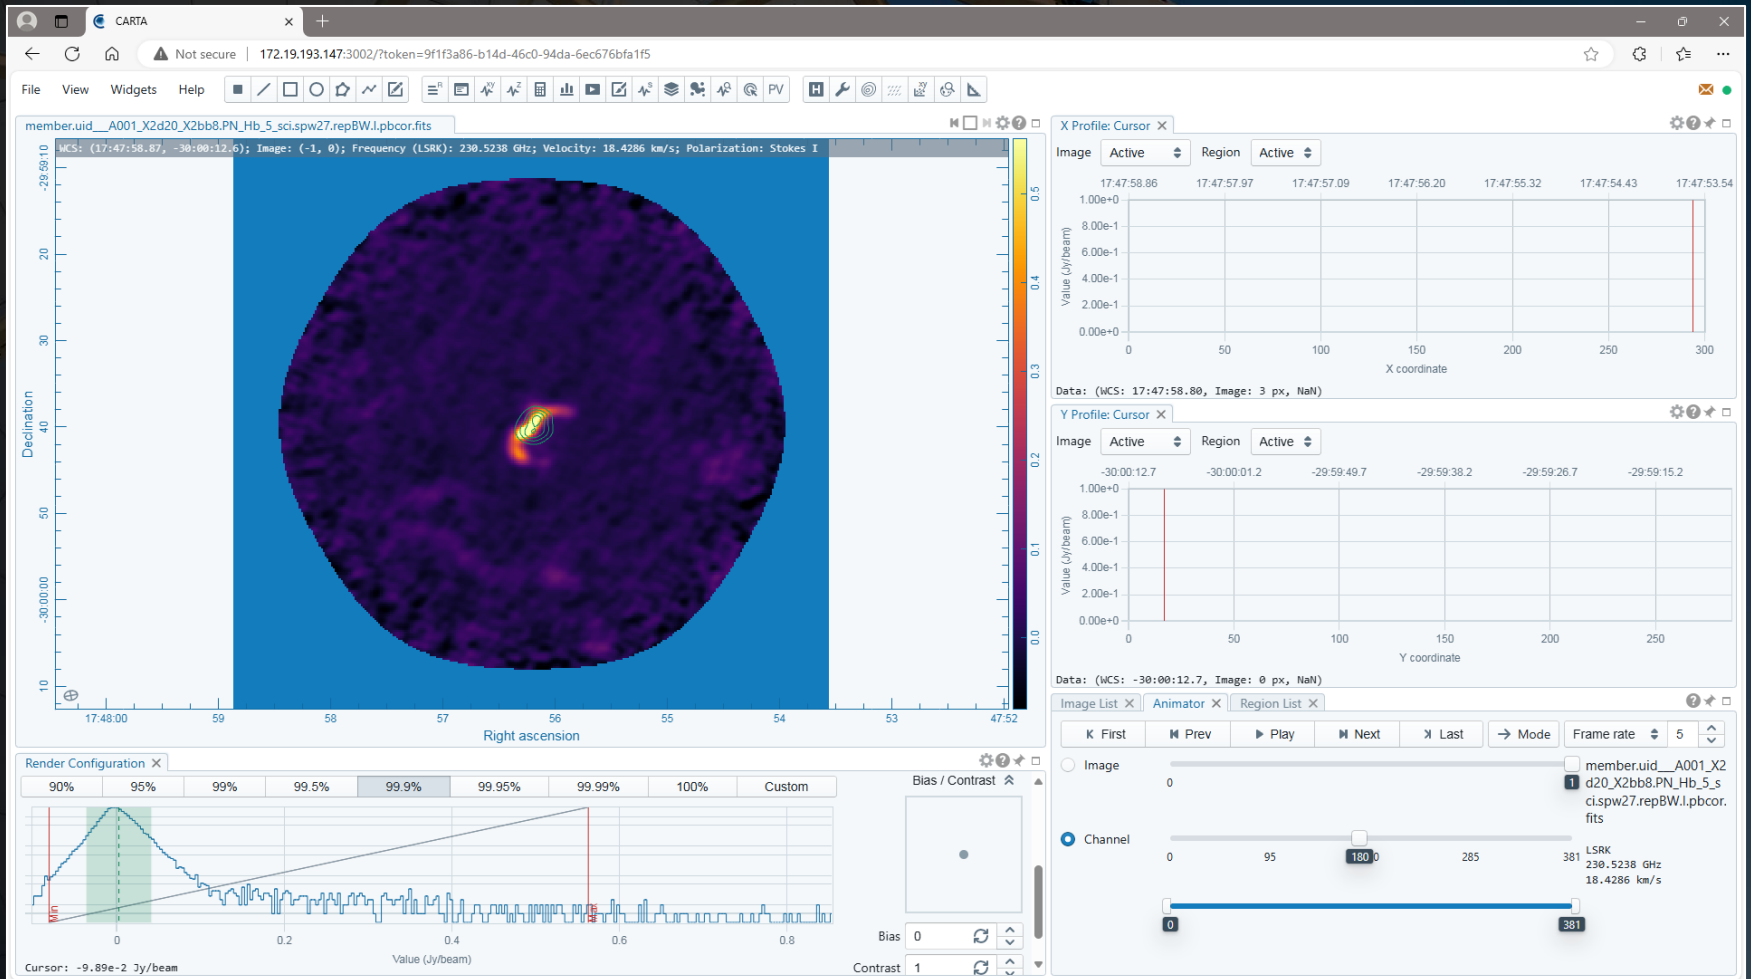 CARTA
Not secure
172.19.193.147:3002/?token=9f1f3a86-b14d-46c0-94da-6ec676bfa1f5
File View Widgets Help
PV
member.uid___A001_X2d20_X2bb8.PN_Hb_5_sci.spw27.repBW.I.pbcor.fits
WCS: (17:47:58.87, -30:00:12.6); Image: (-1, 0); Frequency (LSRK): 230.5238 GHz; Velocity: 18.4286 km/s; Polarization: Stokes I
-29:59:10
20
30
40
50
-30:00:00
10
Declination
17:48:00 59 58 57 56 55 54 53 47:52
Right ascension
0.5
0.4
0.3
0.2
0.1
0.0
Render Configuration
90% 95% 99% 99.5% 99.9% 99.95% 99.99% 100% Custom
Min
0 0.2 0.4 0.6 0.8
Value (Jy/beam)
Cursor: -9.89e-2 Jy/beam
Bias / Contrast
Bias 0
Contrast 1
X Profile: Cursor
Image Active Region Active
17:47:58.86 17:47:57.97 17:47:57.09 17:47:56.20 17:47:55.32 17:47:54.43 17:47:53.54
1.00e+0
8.00e-1
6.00e-1
4.00e-1
2.00e-1
0.00e+0
Value (Jy/beam)
0 50 100 150 200 250 300
X coordinate
Data: (WCS: 17:47:58.80, Image: 3 px, NaN)
Y Profile: Cursor
Image Active Region Active
-30:00:12.7 -30:00:01.2 -29:59:49.7 -29:59:38.2 -29:59:26.7 -29:59:15.2
1.00e+0
8.00e-1
6.00e-1
4.00e-1
2.00e-1
0.00e+0
Value (Jy/beam)
0 50 100 150 200 250
Y coordinate
Data: (WCS: -30:00:12.7, Image: 0 px, NaN)
Image List Animator Region List
First Prev Play Next Last Mode Frame rate 5
Image
0
1
member.uid___A001_X2
d20_X2bb8.PN_Hb_5_s
ci.spw27.repBW.I.pbcor.
fits
Channel
0 95 180 285 381
LSRK
230.5238 GHz
18.4286 km/s
0 381